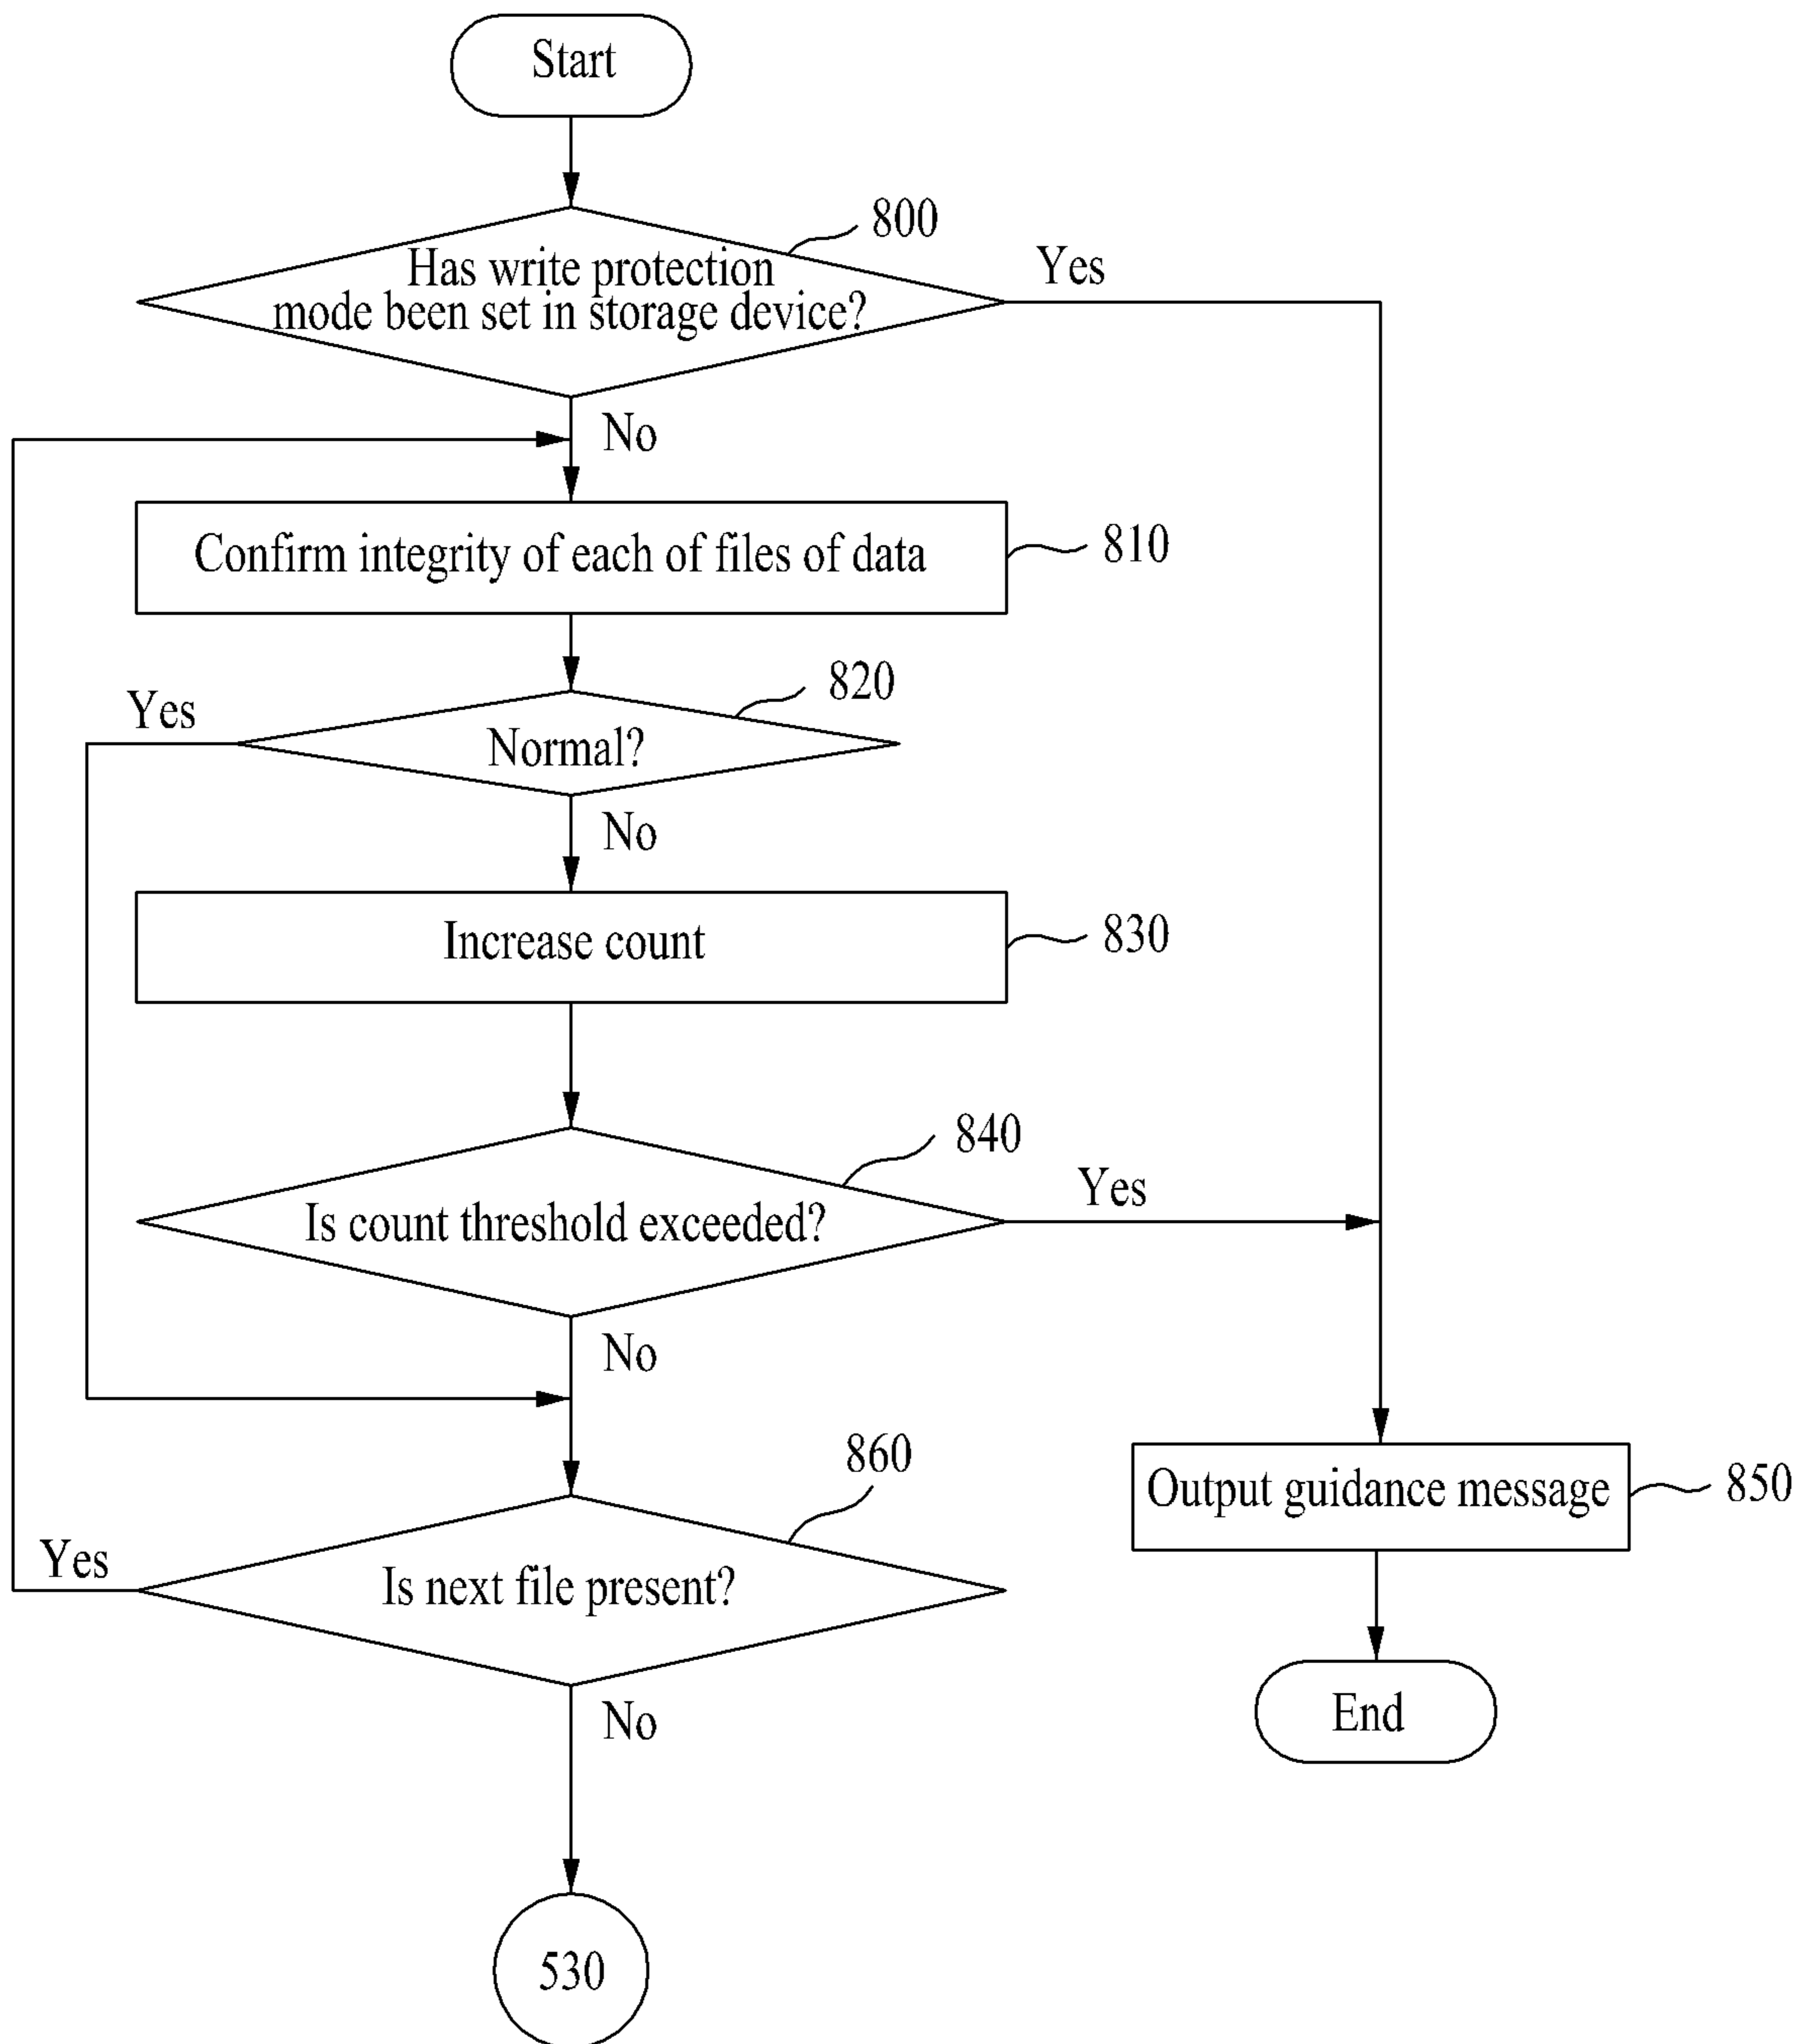 Start
800
Has write protection
mode been set in storage device?
Yes
No
Confirm integrity of each of files of data
810
820
Yes
Normal?
No
Increase count
830
840
Is count threshold exceeded?
Yes
No
860
Output guidance message
850
Yes
Is next file present?
No
End
530